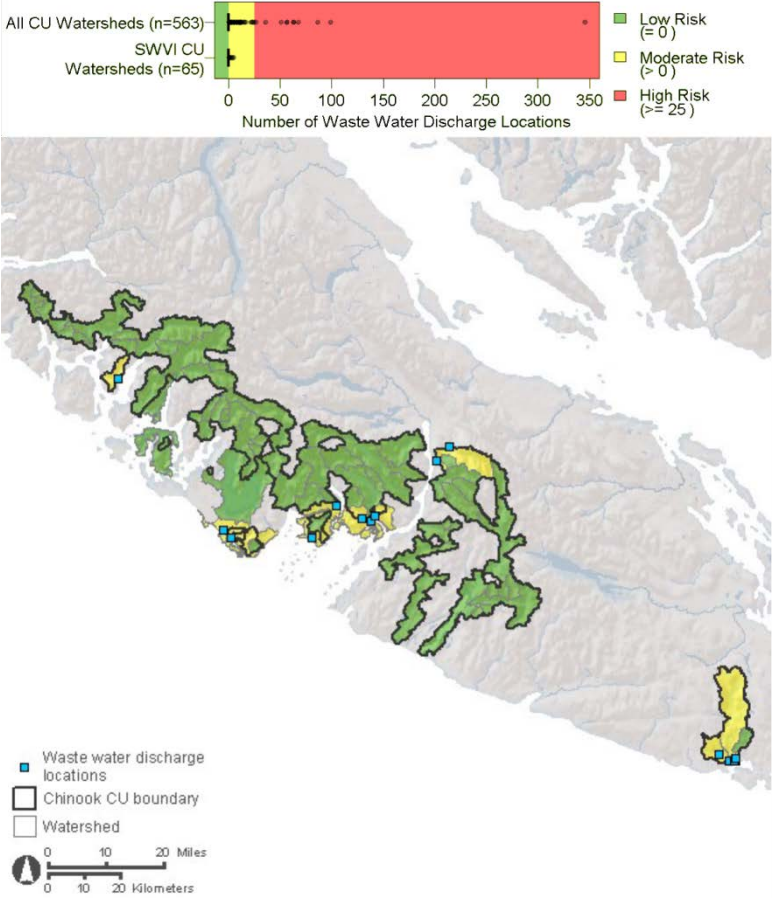 All CU Watersheds (n=563)
SWVI CU
Watersheds (n=65)
0 50 100 150 200 250 300 350
Number of Waste Water Discharge Locations
Low Risk
(= 0 )
Moderate Risk
(> 0 )
High Risk
(>= 25 )
Waste water discharge
locations
Chinook CU boundary
Watershed
0 10 20 Miles
0 10 20 Kilometers